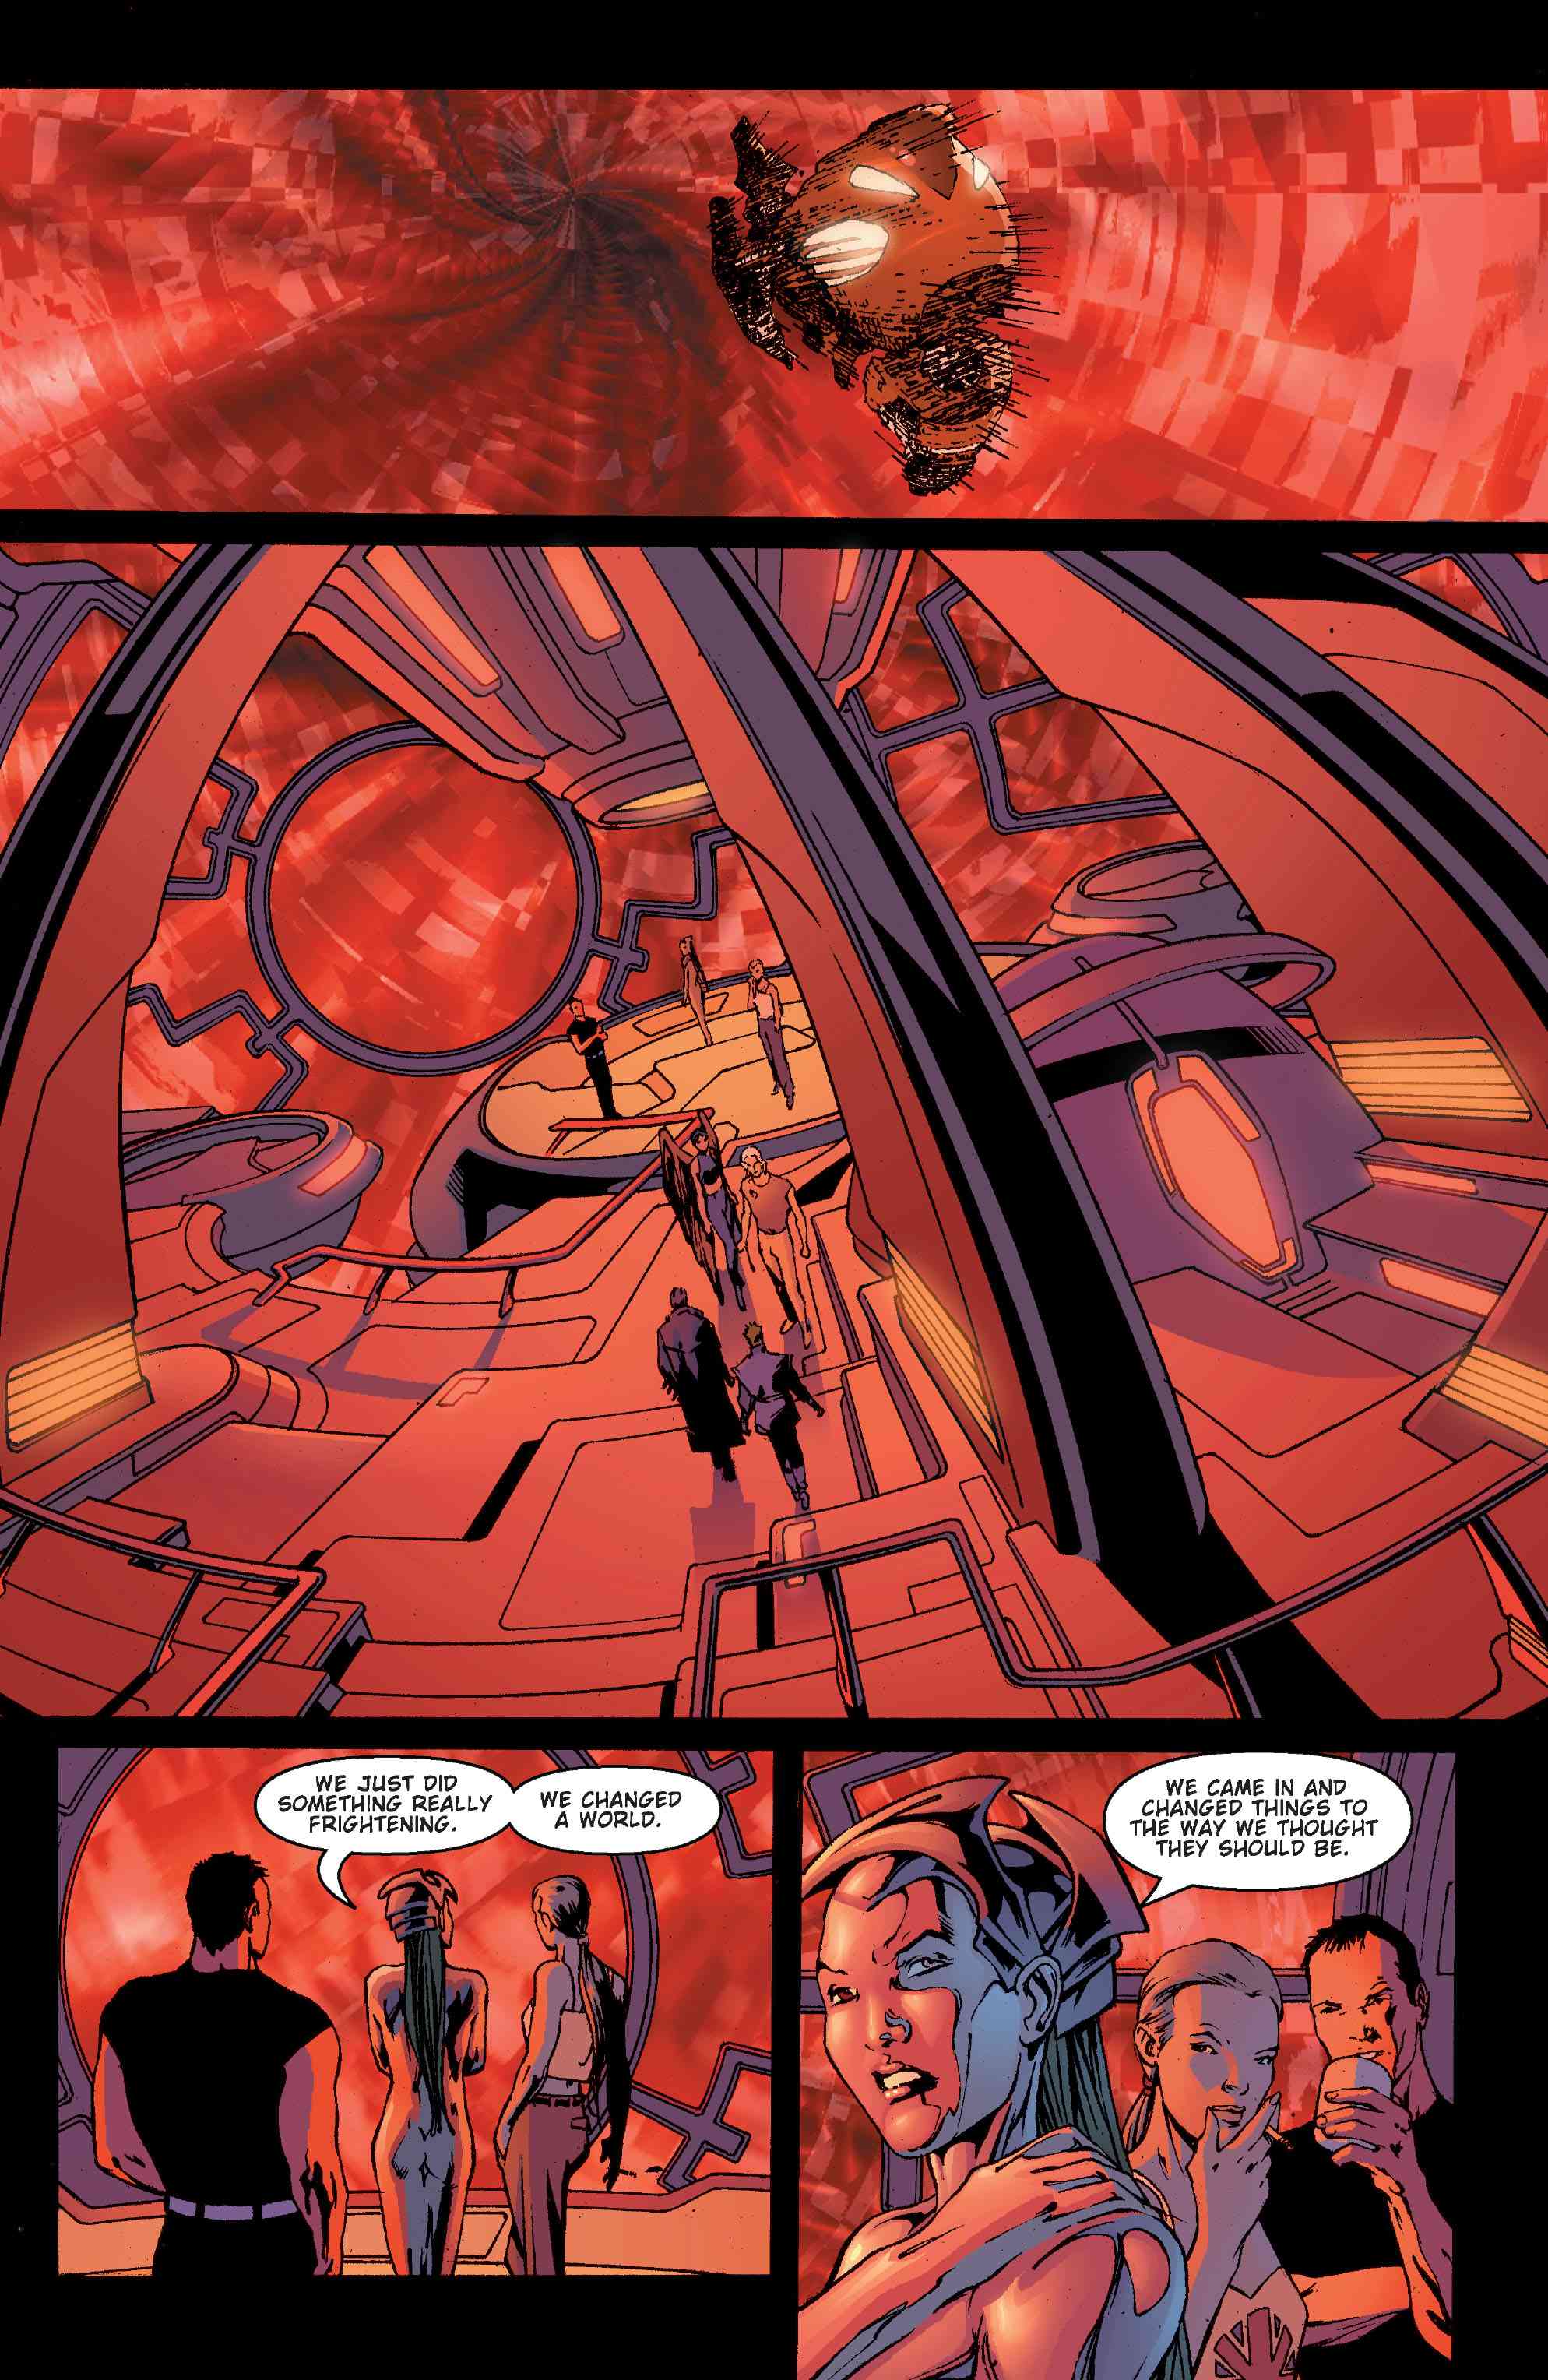 WE JUST DID
SOMETHING REALLY
FRIGHTENING.
WE CHANGED
A WORLD.
WE CAME IN AND
CHANGED THINGS TO
THE WAY WE THOUGHT
THEY SHOULD BE.